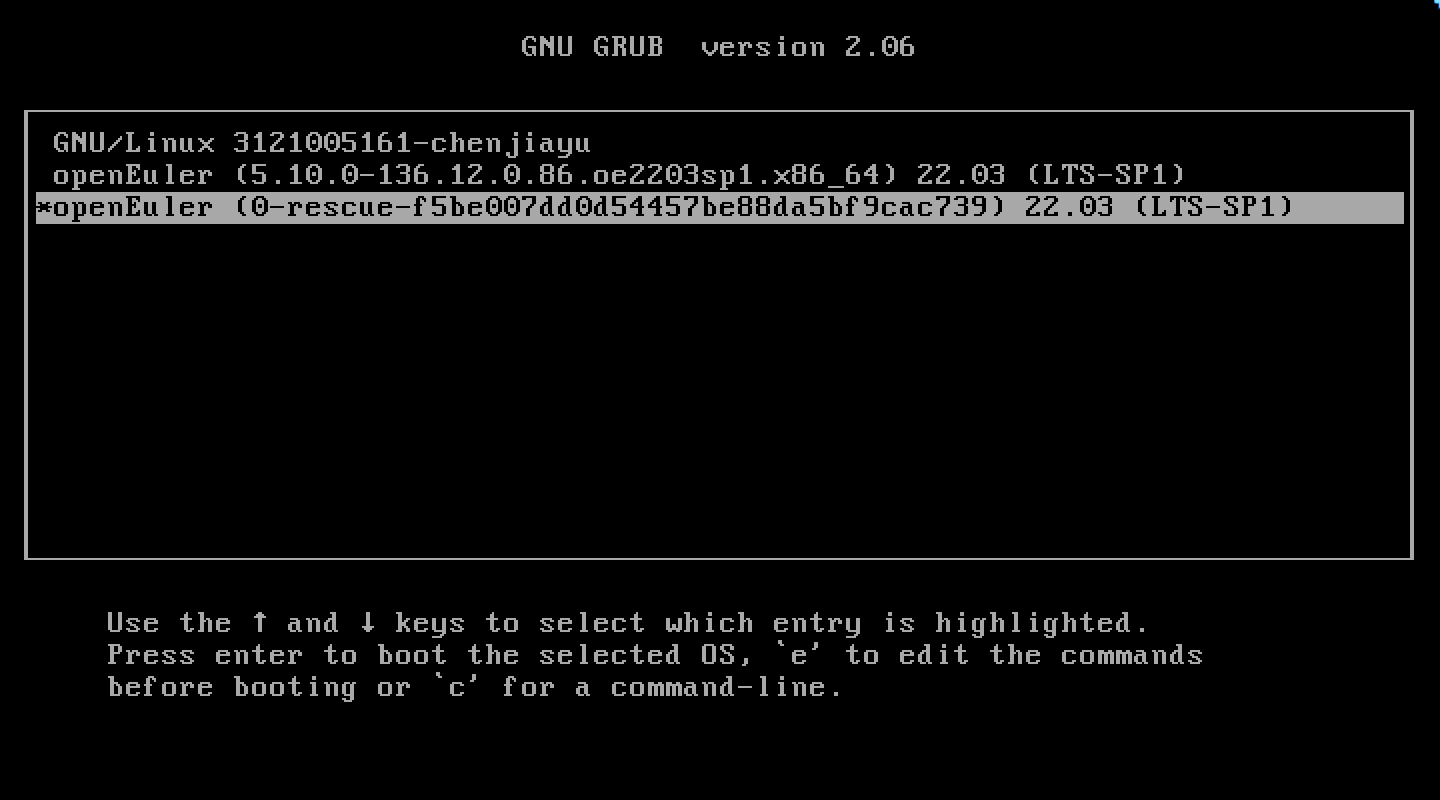 GNU GRUB  version 2.06
GNU/Linux 3121005161-chenjiayu
openEuler (5.10.0-136.12.0.86.oe2203sp1.x86_64) 22.03 (LTS-SP1)
*openEuler (0-rescue-f5be007dd0d54457be88da5bf9cac739) 22.03 (LTS-SP1)
Use the ↑ and ↓ keys to select which entry is highlighted.
Press enter to boot the selected OS, `e' to edit the commands
before booting or `c' for a command-line.